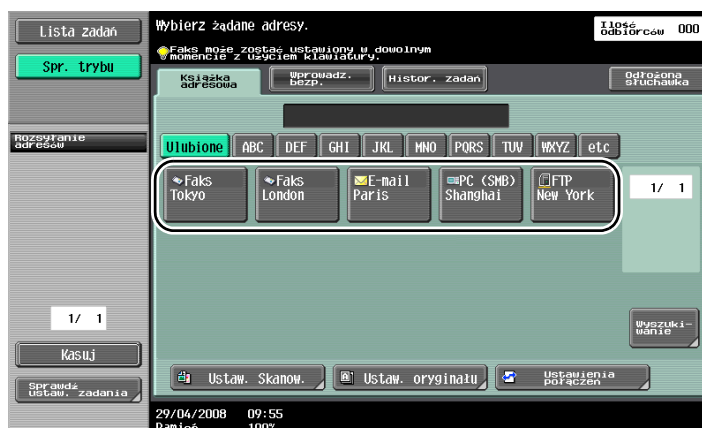 Lista zadań
Spr. trybu
Rozsyłanie
adresów
1/ 1
Kasuj
Sprawdź
ustaw. zadania
Wybierz żądane adresy.
Faks może zostać ustawiony w dowolnym
momencie z użyciem klawiatury.
Ilość
odbiorców 000
Książka
adresowa
Wprowadz.
bezp.
Histor. zadań
Odłożona
słuchawka
Ulubione ABC DEF GHI JKL MNO PQRS TUV WXYZ etc
Faks
Tokyo
Faks
London
E-mail
Paris
PC (SMB)
Shanghai
FTP
New York
1/ 1
Wyszuki-
wanie
Ustaw. Skanow.
Ustaw. oryginału
Ustawienia
połączeń
29/04/2008 09:55
Pamięć 100%